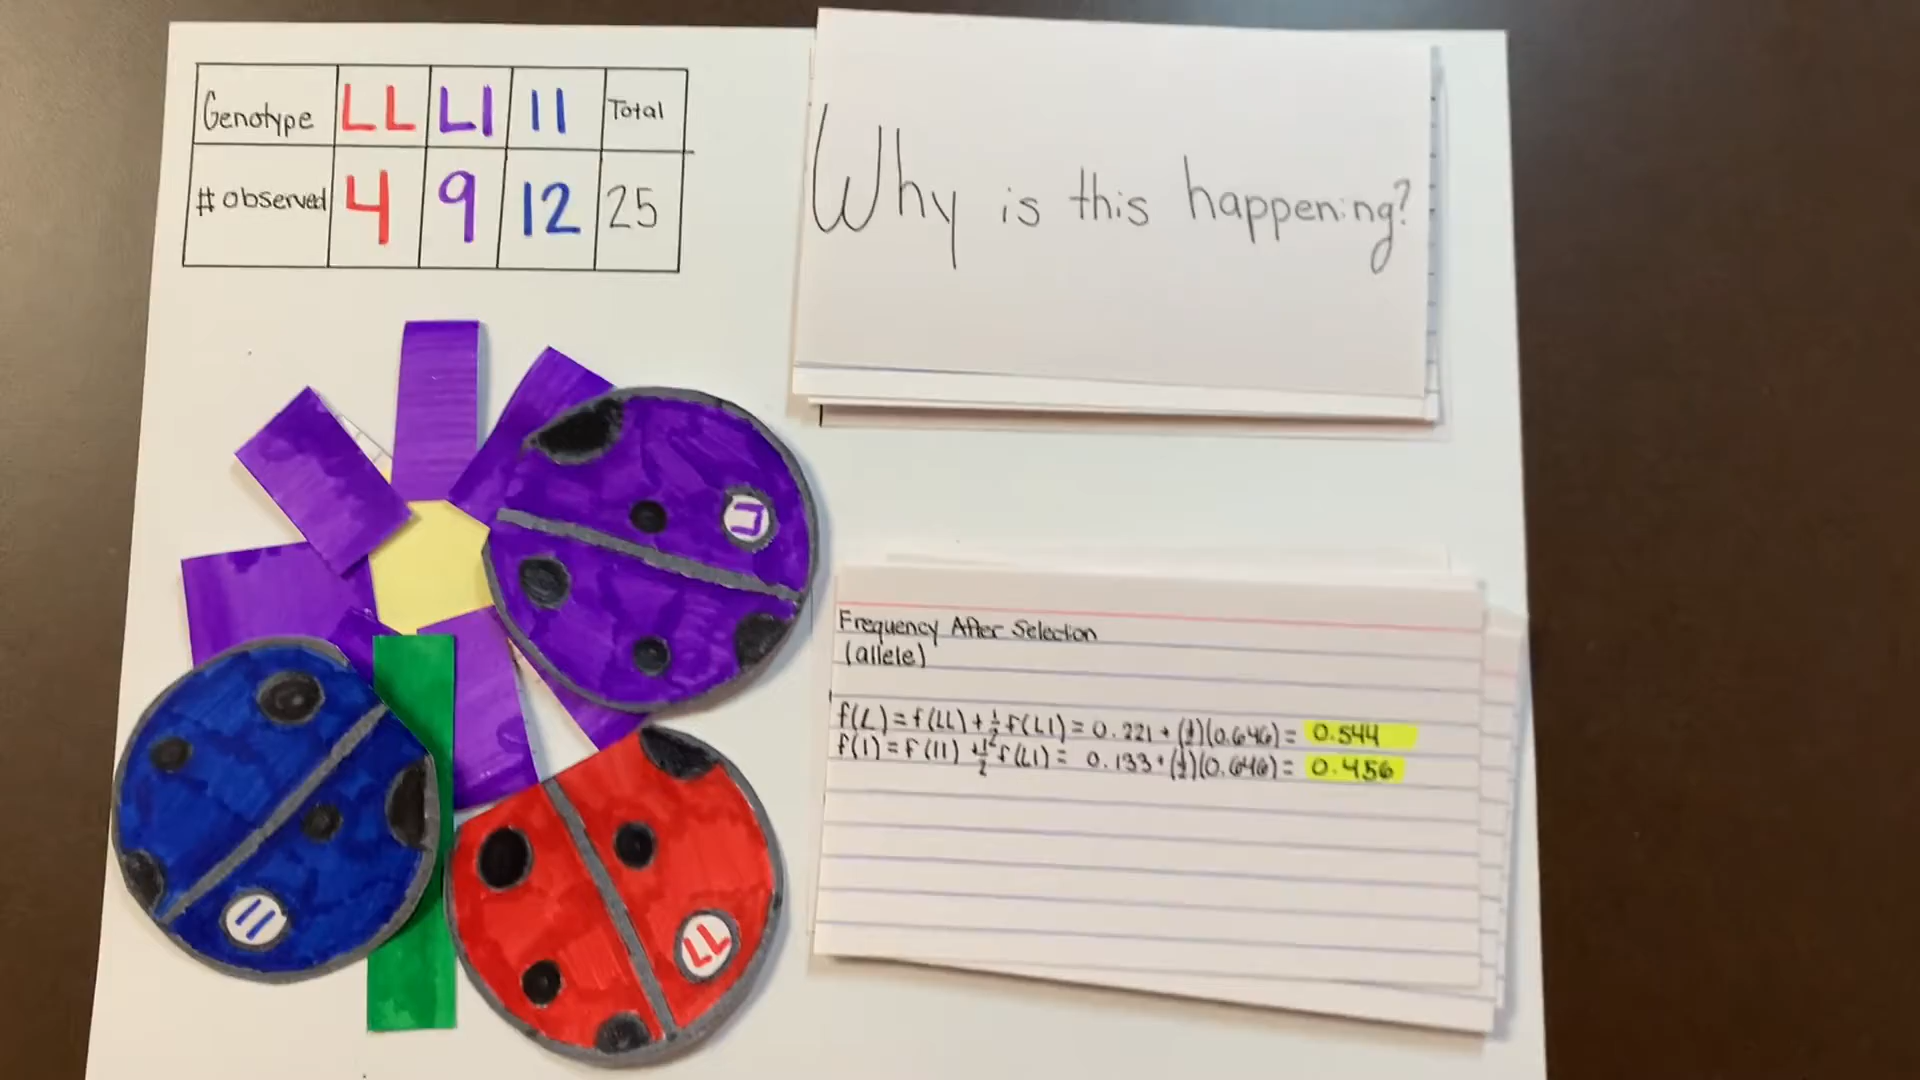 Genotype LL Ll ll Total
# observed 4 9 12 25
Why is this happening?
Ll
ll
LL
Frequency After Selection
(allele)
f(L) = f(LL) + 1/2 f(Ll) = 0.221 + (1/2)(0.646) = 0.544
f(l) = f(ll) + 1/2 f(Ll) = 0.133 + (1/2)(0.646) = 0.456